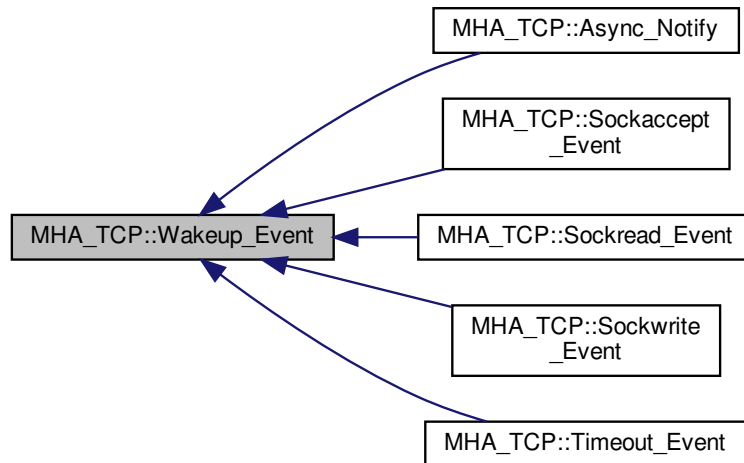 MHA_TCP::Async_Notify
MHA_TCP::Sockaccept
_Event
MHA_TCP::Wakeup_Event
MHA_TCP::Sockread_Event
MHA_TCP::Sockwrite
_Event
MHA_TCP::Timeout_Event